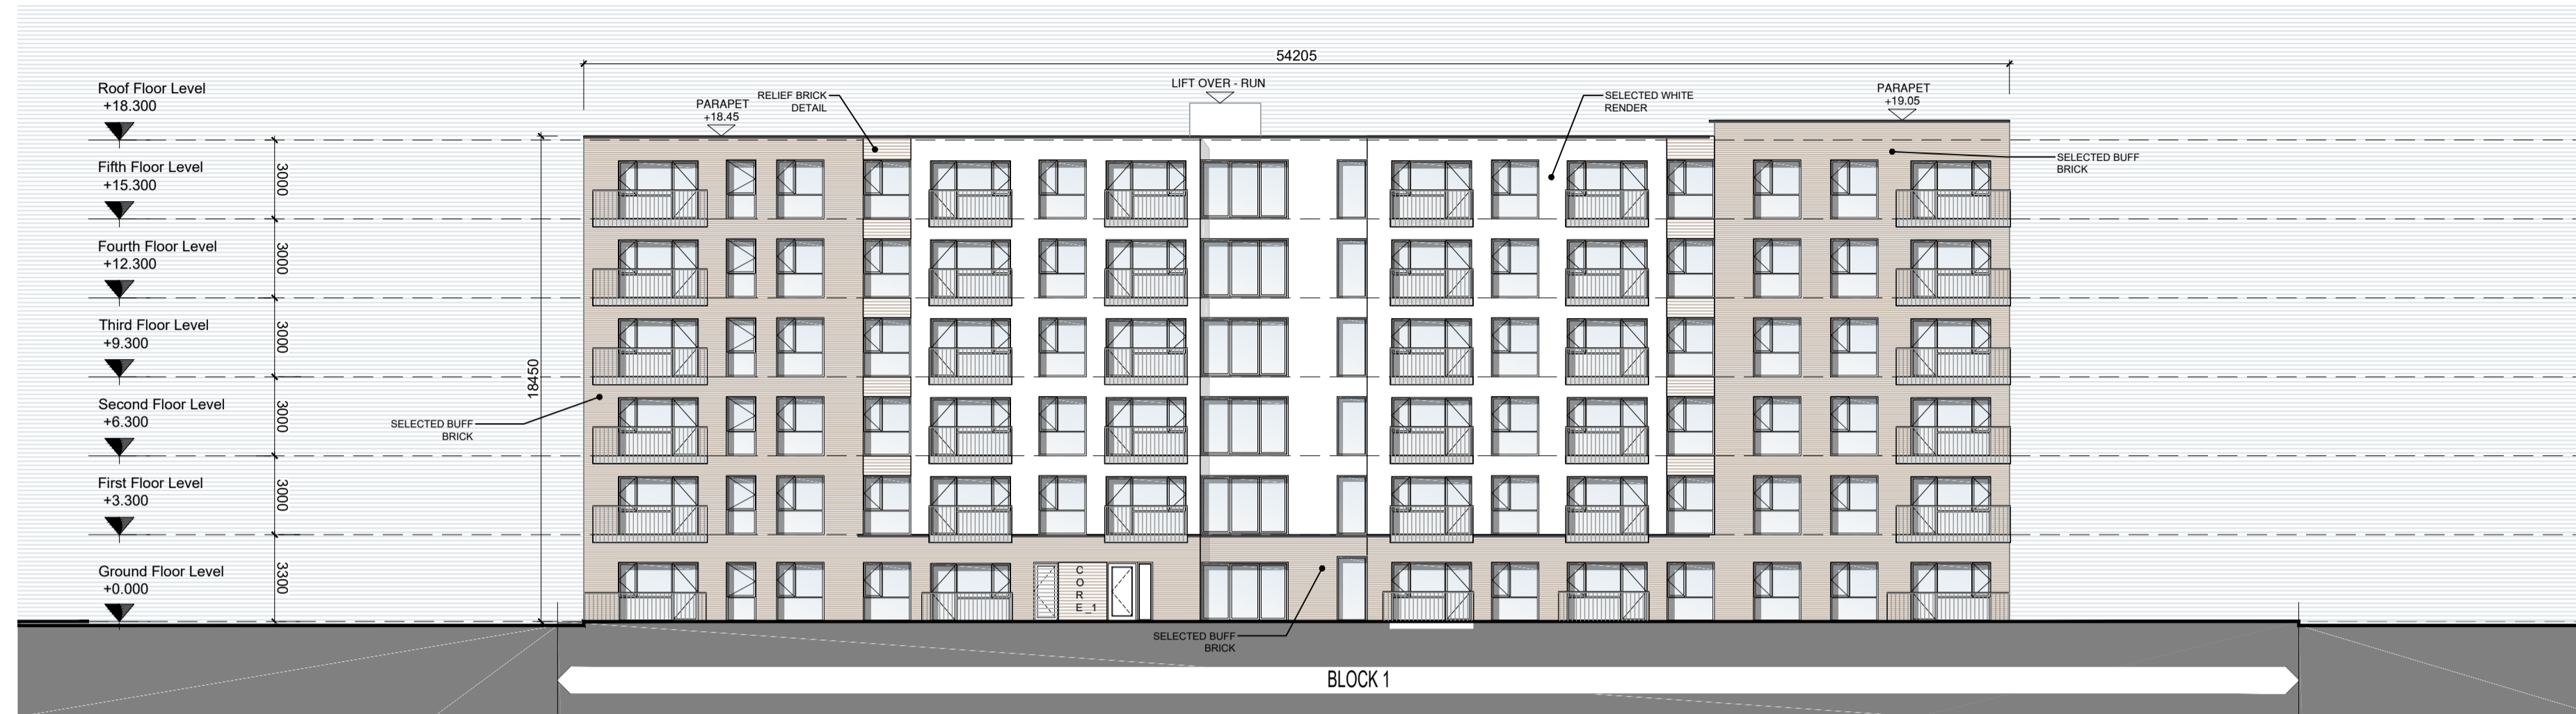 54205
Roof Floor Level
+18.300
LIFT OVER - RUN
PARAPET
+18.45
RELIEF BRICK
DETAIL
SELECTED WHITE
RENDER
PARAPET
+19.05
Fifth Floor Level
+15.300
3000
SELECTED BUFF
BRICK
Fourth Floor Level
+12.300
3000
Third Floor Level
+9.300
3000
18450
Second Floor Level
+6.300
3000
SELECTED BUFF
BRICK
First Floor Level
+3.300
3000
Ground Floor Level
+0.000
3300
CORE_1
SELECTED BUFF
BRICK
BLOCK 1